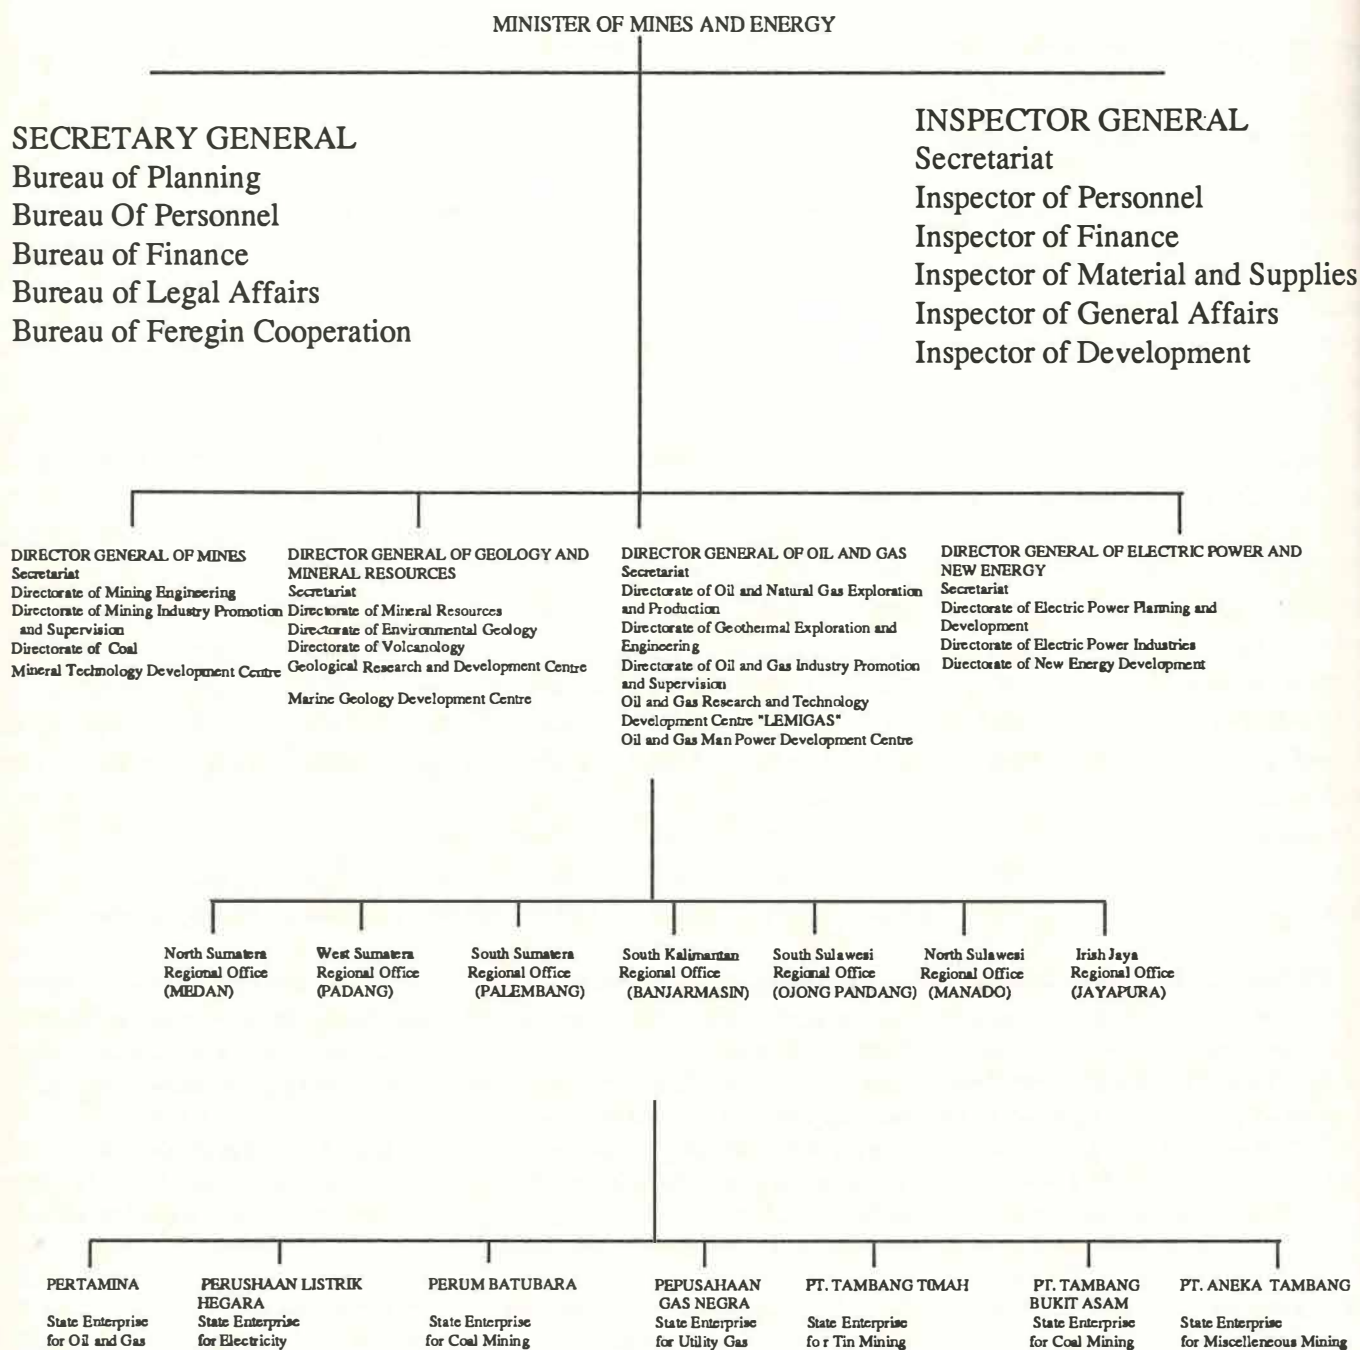 MINISTER OF MINES AND ENERGY
SECRETARY GENERAL
Bureau of Planning
Bureau Of Personnel
Bureau of Finance
Bureau of Legal Affairs
Bureau of Feregin Cooperation
INSPECTOR GENERAL
Secretariat
Inspector of Personnel
Inspector of Finance
Inspector of Material and Supplies
Inspector of General Affairs
Inspector of Development
DIRECTOR GENERAL OF MINES
Secretariat
Directorate of Mining Engineering
Directorate of Mining Industry Promotion
and Supervision
Directorate of Coal
Mineral Technology Development Centre
DIRECTOR GENERAL OF GEOLOGY AND
MINERAL RESOURCES
Secretariat
Directorate of Mineral Resources
Directorate of Environmental Geology
Directorate of Volcanology
Geological Research and Development Centre
Marine Geology Development Centre
DIRECTOR GENERAL OF OIL AND GAS
Secretariat
Directorate of Oil and Natural Gas Exploration
and Production
Directorate of Geothermal Exploration and
Engineering
Directorate of Oil and Gas Industry Promotion
and Supervision
Oil and Gas Research and Technology
Development Centre "LEMIGAS"
Oil and Gas Man Power Development Centre
DIRECTOR GENERAL OF ELECTRIC POWER AND
NEW ENERGY
Secretariat
Directorate of Electric Power Planning and
Development
Directorate of Electric Power Industries
Directorate of New Energy Development
North Sumatera
Regional Office
(MEDAN)
West Sumatera
Regional Office
(PADANG)
South Sumatera
Regional Office
(PALEMBANG)
South Kalimantan
Regional Office
(BANJARMASIN)
South Sulawesi
Regional Office
(OJONG PANDANG)
North Sulawesi
Regional Office
(MANADO)
Irish Jaya
Regional Office
(JAYAPURA)
PERTAMINA
State Enterprise
for Oil and Gas
PERUSHAAN LISTRIK
HEGARA
State Enterprise
for Electricity
PERUM BATUBARA
State Enterprise
for Coal Mining
PEPUSAHAAN
GAS NEGRA
State Enterprise
for Utility Gas
PT. TAMBANG TIMAH
State Enterprise
for Tin Mining
PT. TAMBANG
BUKIT ASAM
State Enterprise
for Coal Mining
PT. ANEKA TAMBANG
State Enterprise
for Miscelleneous Mining